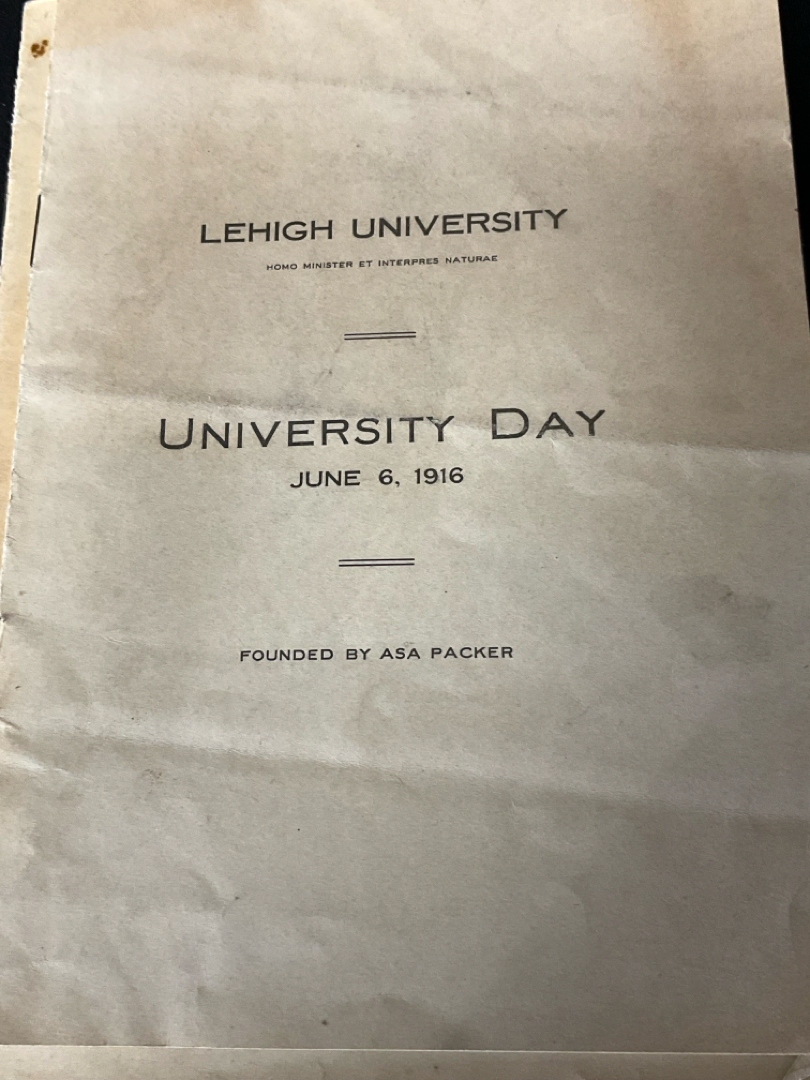 LEHIGH UNIVERSITY
HOMO MINISTER ET INTERPRES NATURAE
UNIVERSITY DAY
JUNE 6, 1916
FOUNDED BY ASA PACKER